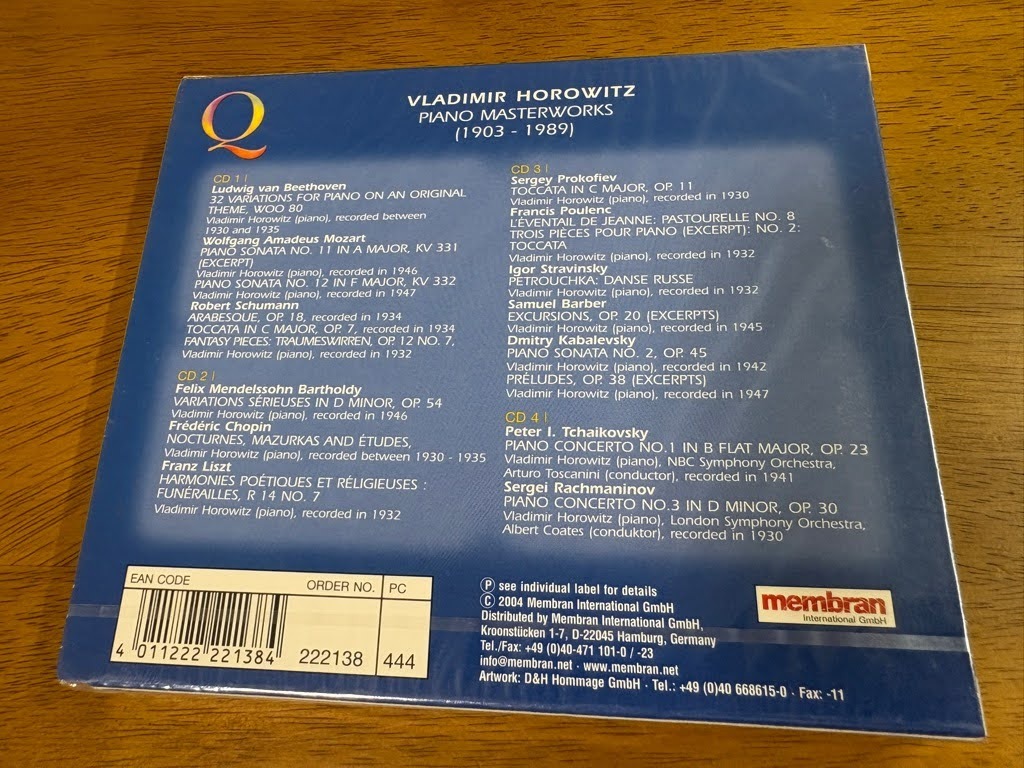 Q
VLADIMIR HOROWITZ
PIANO MASTERWORKS
(1903 - 1989)
CD 1 |
Ludwig van Beethoven
32 VARIATIONS FOR PIANO ON AN ORIGINAL
THEME, WOO 80
Vladimir Horowitz (piano), recorded between
1930 and 1935
Wolfgang Amadeus Mozart
PIANO SONATA NO. 11 IN A MAJOR, KV 331
(EXCERPT)
Vladimir Horowitz (piano), recorded in 1946
PIANO SONATA NO. 12 IN F MAJOR, KV 332
Vladimir Horowitz (piano), recorded in 1947
Robert Schumann
ARABESQUE, OP. 18, recorded in 1934
TOCCATA IN C MAJOR, OP. 7, recorded in 1934
FANTASY PIECES: TRAUMESWIRREN, OP. 12 NO. 7,
Vladimir Horowitz (piano), recorded in 1932
CD 2 |
Felix Mendelssohn Bartholdy
VARIATIONS SÉRIEUSES IN D MINOR, OP. 54
Vladimir Horowitz (piano), recorded in 1946
Frédéric Chopin
NOCTURNES, MAZURKAS AND ÉTUDES,
Vladimir Horowitz (piano), recorded between 1930 - 1935
Franz Liszt
HARMONIES POÉTIQUES ET RÉLIGIEUSES :
FUNÉRAILLES, R 14 NO. 7
Vladimir Horowitz (piano), recorded in 1932
CD 3 |
Sergey Prokofiev
TOCCATA IN C MAJOR, OP. 11
Vladimir Horowitz (piano), recorded in 1930
Francis Poulenc
L'ÉVENTAIL DE JEANNE: PASTOURELLE NO. 8
TROIS PIÈCES POUR PIANO (EXCERPT): NO. 2:
TOCCATA
Vladimir Horowitz (piano), recorded in 1932
Igor Stravinsky
PETROUCHKA: DANSE RUSSE
Vladimir Horowitz (piano), recorded in 1932
Samuel Barber
EXCURSIONS, OP. 20 (EXCERPTS)
Vladimir Horowitz (piano), recorded in 1945
Dmitry Kabalevsky
PIANO SONATA NO. 2, OP. 45
Vladimir Horowitz (piano), recorded in 1942
PRÉLUDES, OP. 38 (EXCERPTS)
Vladimir Horowitz (piano), recorded in 1947
CD 4 |
Peter I. Tchaikovsky
PIANO CONCERTO NO.1 IN B FLAT MAJOR, OP. 23
Vladimir Horowitz (piano), NBC Symphony Orchestra,
Arturo Toscanini (conductor), recorded in 1941
Sergei Rachmaninov
PIANO CONCERTO NO.3 IN D MINOR, OP. 30
Vladimir Horowitz (piano), London Symphony Orchestra,
Albert Coates (conduktor), recorded in 1930
EAN CODE ORDER NO. PC
4 011222 221384 222138 444
Ⓟ see individual label for details
© 2004 Membran International GmbH
Distributed by Membran International GmbH,
Kroonstücken 1-7, D-22045 Hamburg, Germany
Tel./Fax: +49 (0)40-471 101-0 / -23
info@membran.net · www.membran.net
Artwork: D&H Hommage GmbH · Tel.: +49 (0)40 668615-0 · Fax: -11
membran
International GmbH